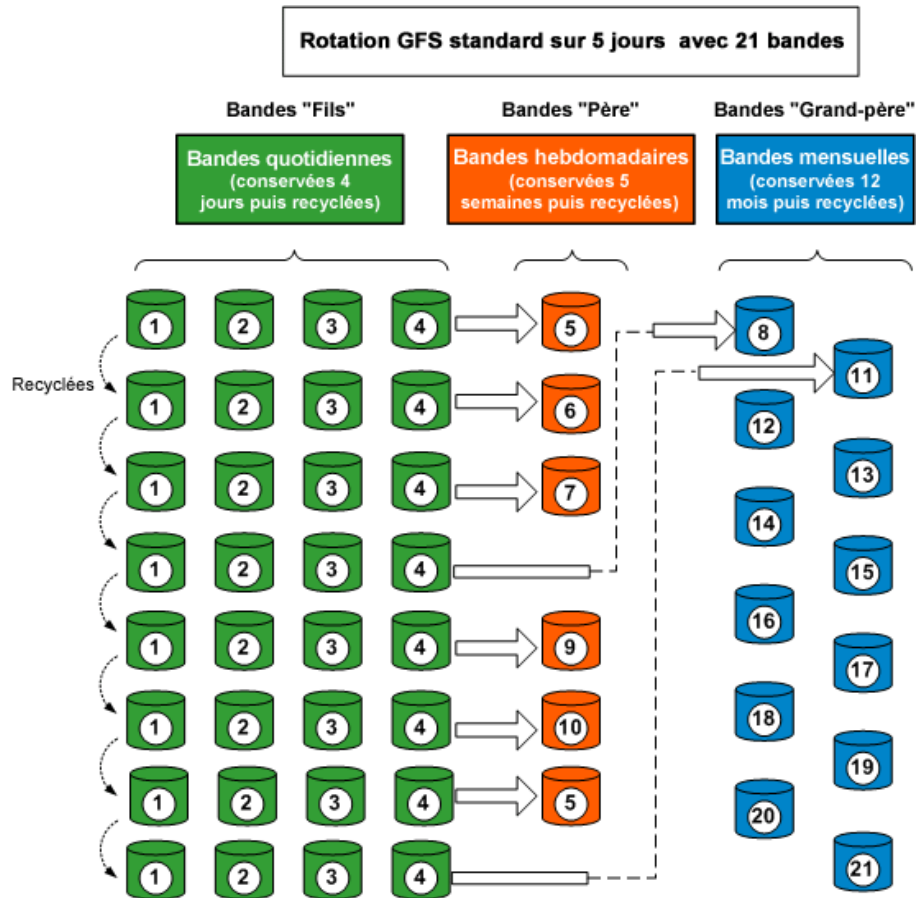 Rotation GFS standard sur 5 jours avec 21 bandes
Bandes "Fils"
Bandes "Père"
Bandes "Grand-père"
Bandes quotidiennes
(conservées 4
jours puis recyclées)
Bandes hebdomadaires
(conservées 5
semaines puis recyclées)
Bandes mensuelles
(conservées 12
mois puis recyclées)
1 2 3 4 5 8
11
Recyclées
1 2 3 4 6 12
13
1 2 3 4 7
14
1 2 3 4 15
16
1 2 3 4 9
17
1 2 3 4 10 18
19
1 2 3 4 5 20
1 2 3 4 21